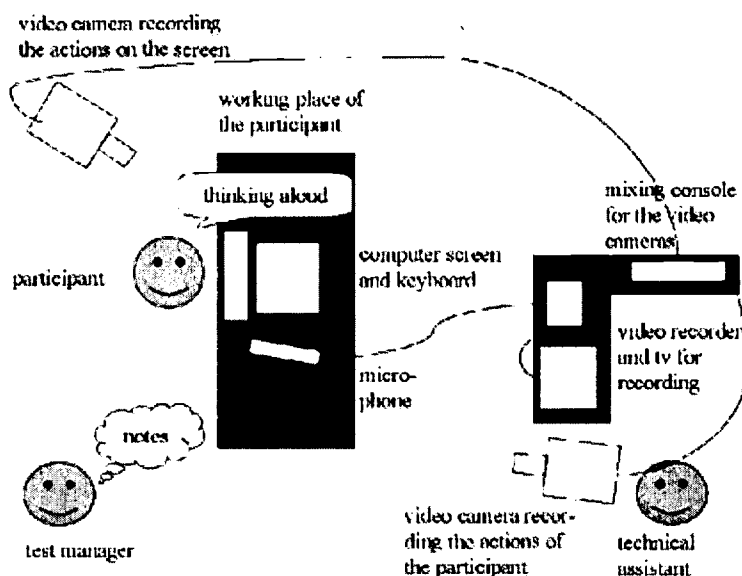 video camera recording
the actions on the screen
working place of
the participant
thinking aloud
mixing console
for the video
cameras
participant
computer screen
and keyboard
video recorder
and tv for
recording
micro-
phone
notes
test manager
video camera recor-
ding the actions of
the participant
technical
assistant